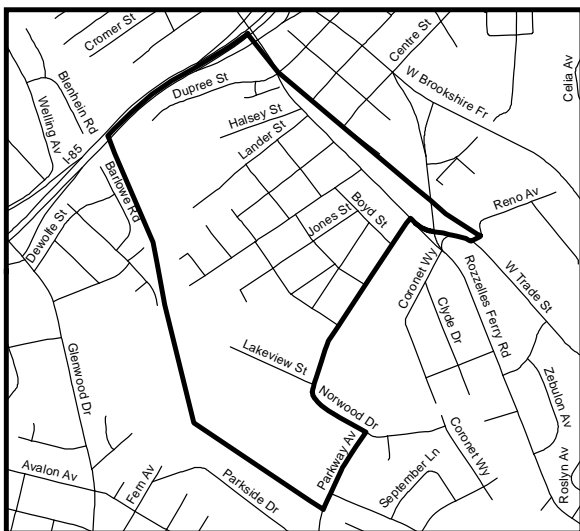 Cromer St
Centre St
Celia Av
W Brookshire Fr
Blenhein Rd
Dupree St
Welling Av
Halsey St
I-85
Lander St
Barlowe Rd
Reno Av
Boyd St
Jones St
Dewolfe St
Coronet Wy
W Trade St
Rozzelles Ferry Rd
Clyde Dr
Glenwood Dr
Lakeview St
Zebulon Av
Norwood Dr
Parkway Av
Coronet Wy
September Ln
Roslyn Av
Avalon Av
Fern Av
Parkside Dr